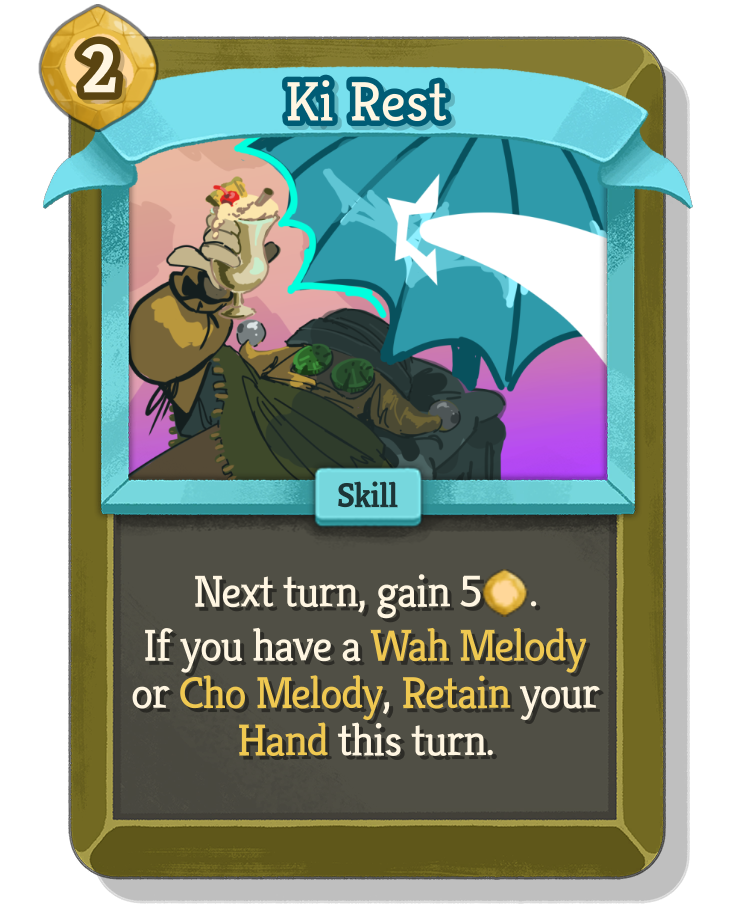 2
Ki Rest
Skill
Next turn, gain 5.
If you have a Wah Melody
or Cho Melody, Retain your
Hand this turn.